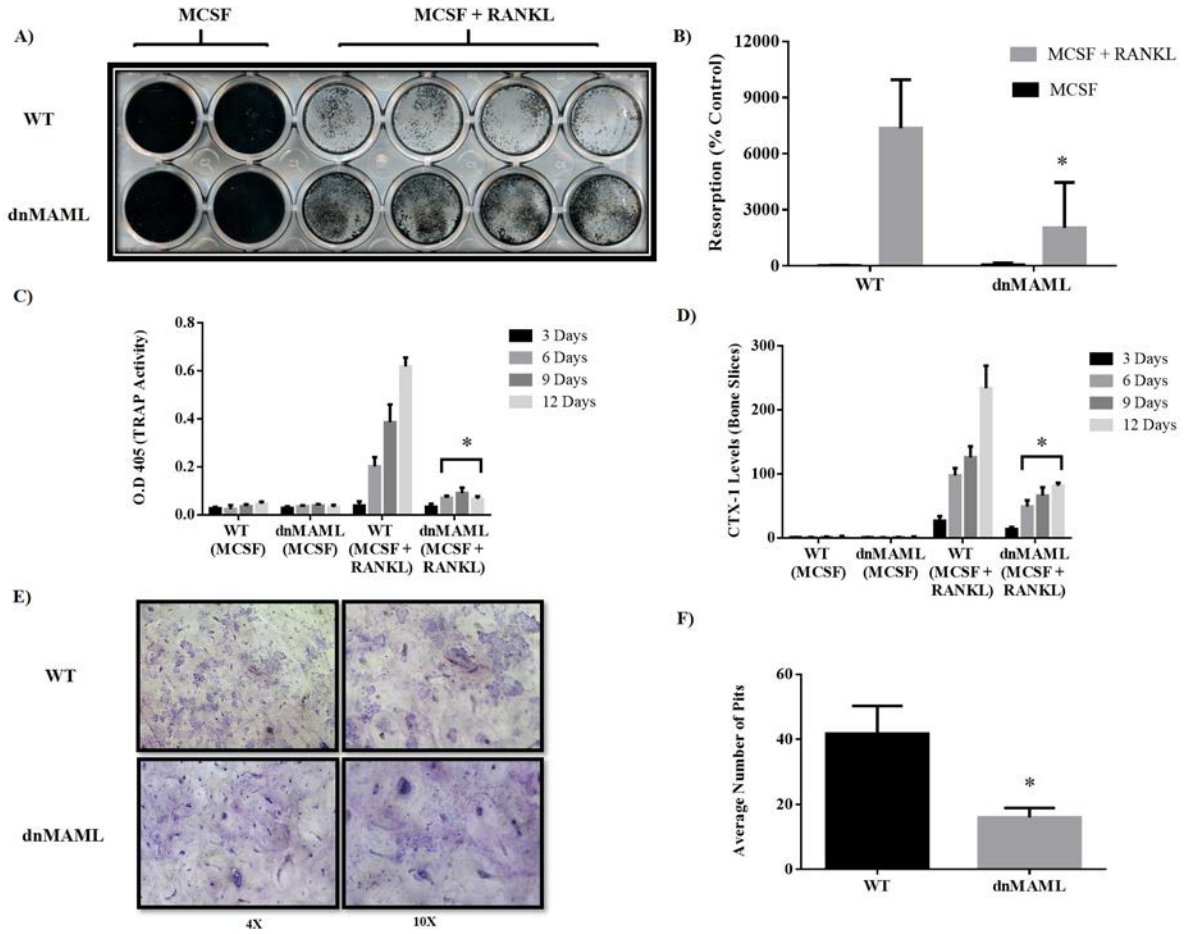 MCSF
MCSF + RANKL
A)
WT
dnMAML
B)
12000
9000
6000
3000
0
Resorption (% Control)
MCSF + RANKL
MCSF
*
WT
dnMAML
C)
0.8
0.6
0.4
0.2
0.0
O.D 405 (TRAP Activity)
3 Days
6 Days
9 Days
12 Days
*
WT
(MCSF)
dnMAML
(MCSF)
WT
(MCSF +
RANKL)
dnMAML
(MCSF +
RANKL)
D)
300
200
100
0
CTX-1 Levels (Bone Slices)
3 Days
6 Days
9 Days
12 Days
*
WT
(MCSF)
dnMAML
(MCSF)
WT
(MCSF +
RANKL)
dnMAML
(MCSF +
RANKL)
E)
WT
dnMAML
4X
10X
F)
60
40
20
0
Average Number of Pits
*
WT
dnMAML